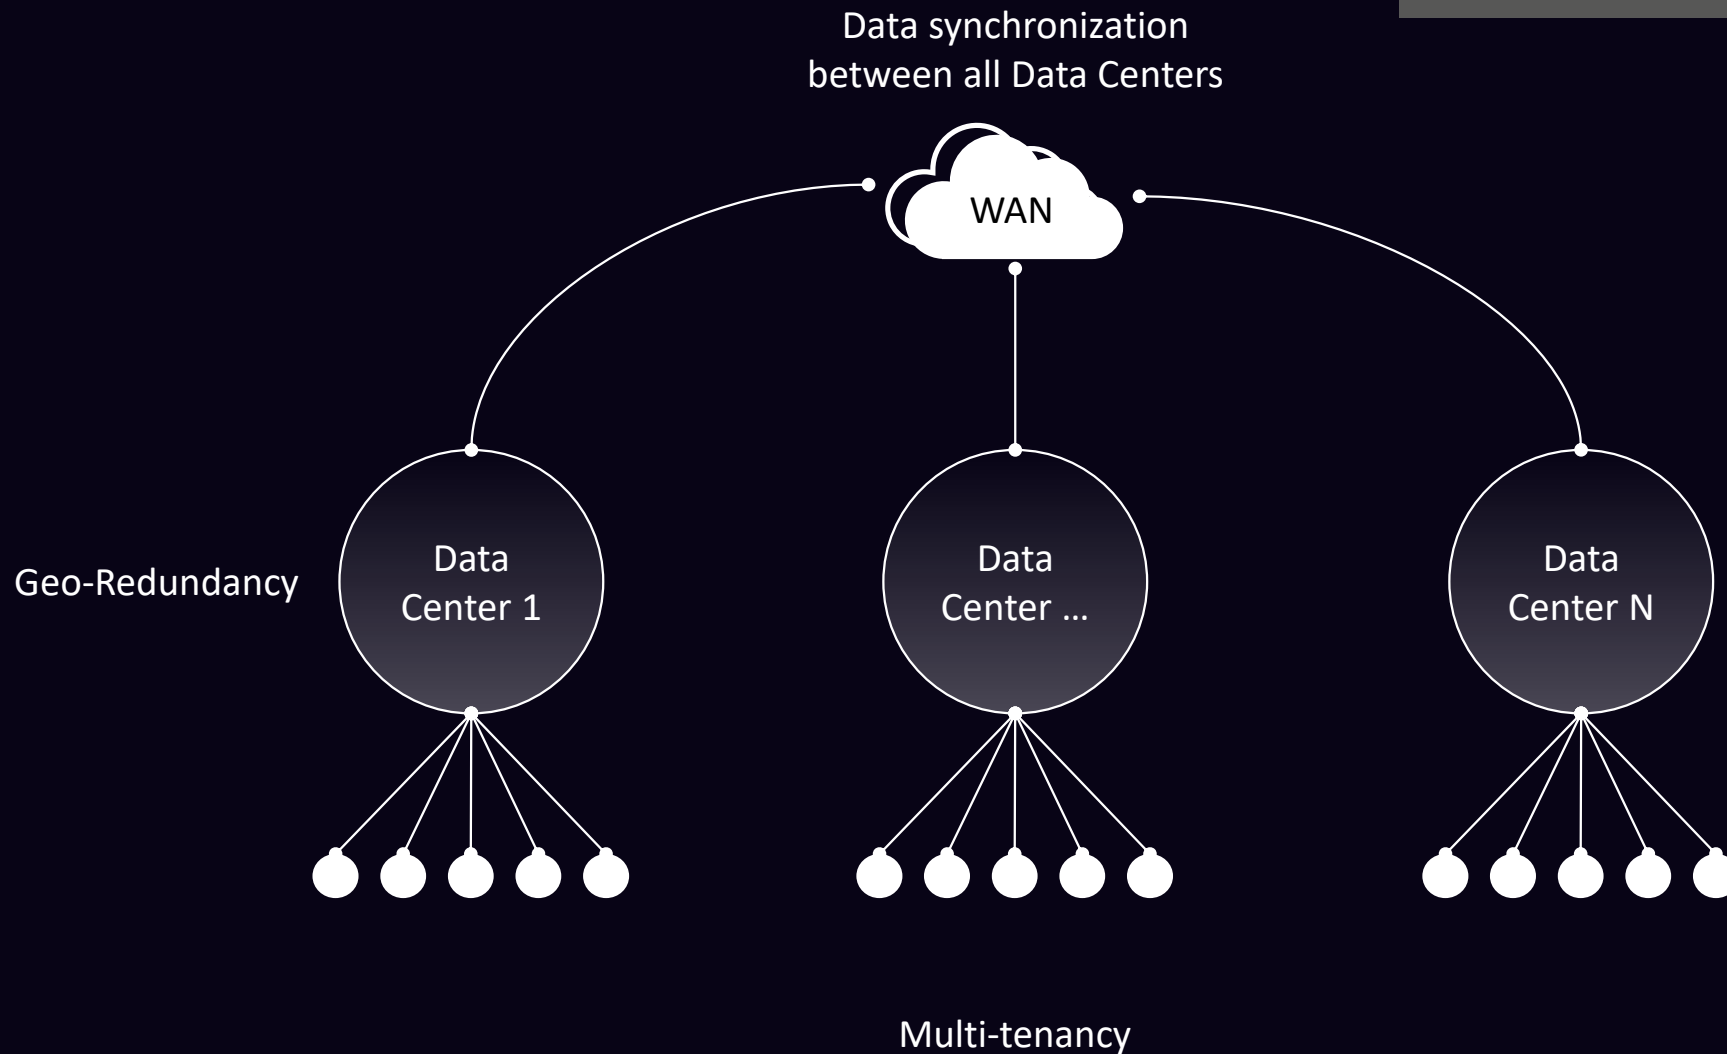 Data synchronization
between all Data Centers
WAN
Geo-Redundancy
Data
Center 1
Data
Center ...
Data
Center N
Multi-tenancy